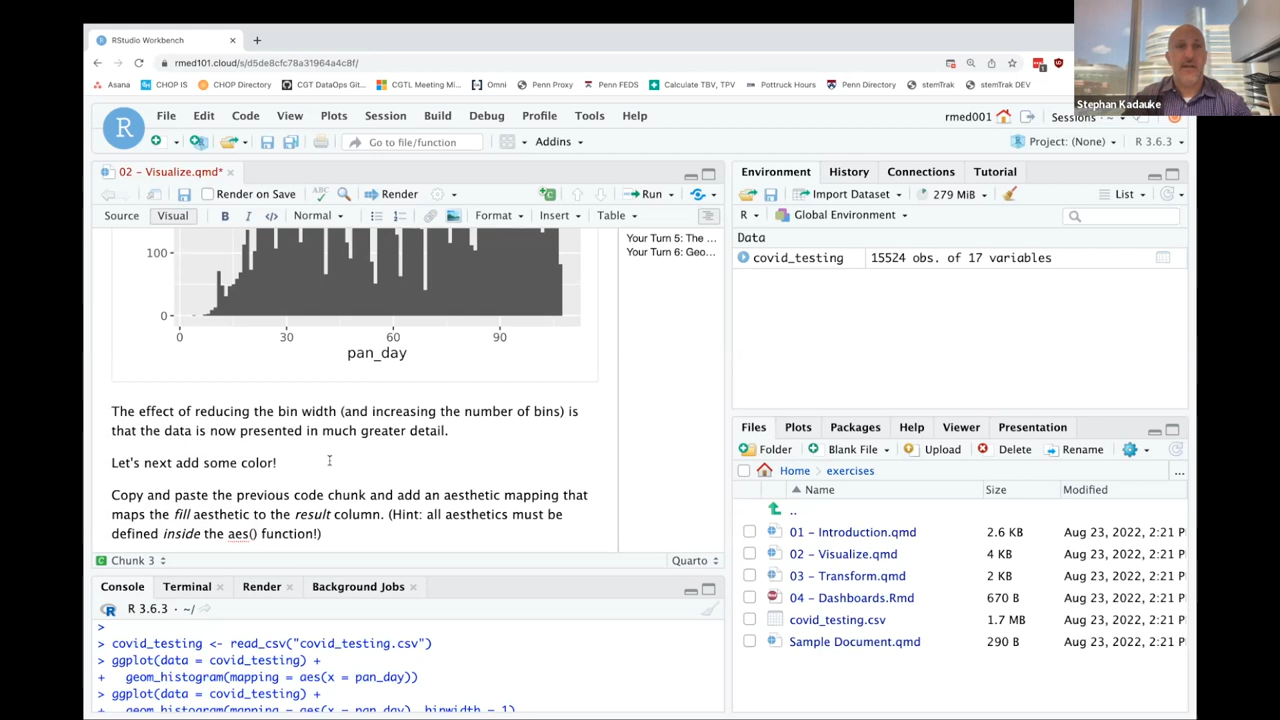 RStudio Workbench
rmed101.cloud/s/d5de8cfc78a31964a4c8f/
Asana CHOP IS CHOP Directory CGT DataOps Git... CGTL Meeting Mi... Omni Penn Proxy Penn FEDS Calculate TBV, TPV Pottruck Hours Penn Directory stemTrak stemTrak DEV
Stephan Kadauke
R File Edit Code View Plots Session Build Debug Profile Tools Help
rmed001 Sessions
Go to file/function Addins
Project: (None) R 3.6.3
02 – Visualize.qmd*
Render on Save ABC Render Run
Source Visual B I </> Normal Format Insert Table
100
0
0 30 60 90
pan_day
Your Turn 5: The ...
Your Turn 6: Geo...
The effect of reducing the bin width (and increasing the number of bins) is
that the data is now presented in much greater detail.
Let's next add some color!
Copy and paste the previous code chunk and add an aesthetic mapping that
maps the fill aesthetic to the result column. (Hint: all aesthetics must be
defined inside the aes() function!)
C Chunk 3 Quarto
Console Terminal Render Background Jobs
R 3.6.3 · ~/
>
> covid_testing <- read_csv("covid_testing.csv")
> ggplot(data = covid_testing) +
+ geom_histogram(mapping = aes(x = pan_day))
> ggplot(data = covid_testing) +
+ geom_histogram(mapping = aes(x = pan_day), binwidth = 1)
Environment History Connections Tutorial
Import Dataset 279 MiB List
R Global Environment
Data
covid_testing 15524 obs. of 17 variables
Files Plots Packages Help Viewer Presentation
Folder Blank File Upload Delete Rename
Home exercises ...
Name Size Modified
..
01 – Introduction.qmd 2.6 KB Aug 23, 2022, 2:21 P
02 – Visualize.qmd 4 KB Aug 23, 2022, 2:21 P
03 – Transform.qmd 2 KB Aug 23, 2022, 2:21 P
04 – Dashboards.Rmd 670 B Aug 23, 2022, 2:21 P
covid_testing.csv 1.7 MB Aug 23, 2022, 2:21 P
Sample Document.qmd 290 B Aug 23, 2022, 2:21 P